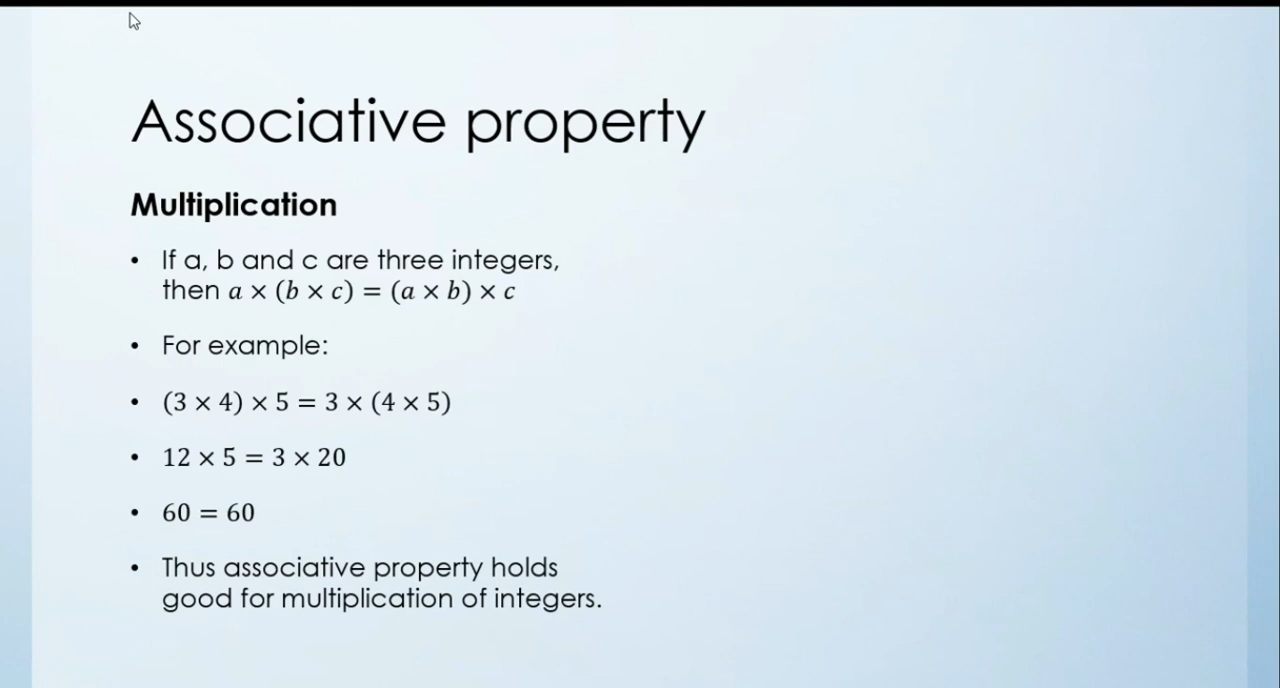 Associative property
Multiplication
• If a, b and c are three integers,
then a × (b × c) = (a × b) × c
• For example:
• (3 × 4) × 5 = 3 × (4 × 5)
• 12 × 5 = 3 × 20
• 60 = 60
• Thus associative property holds
good for multiplication of integers.